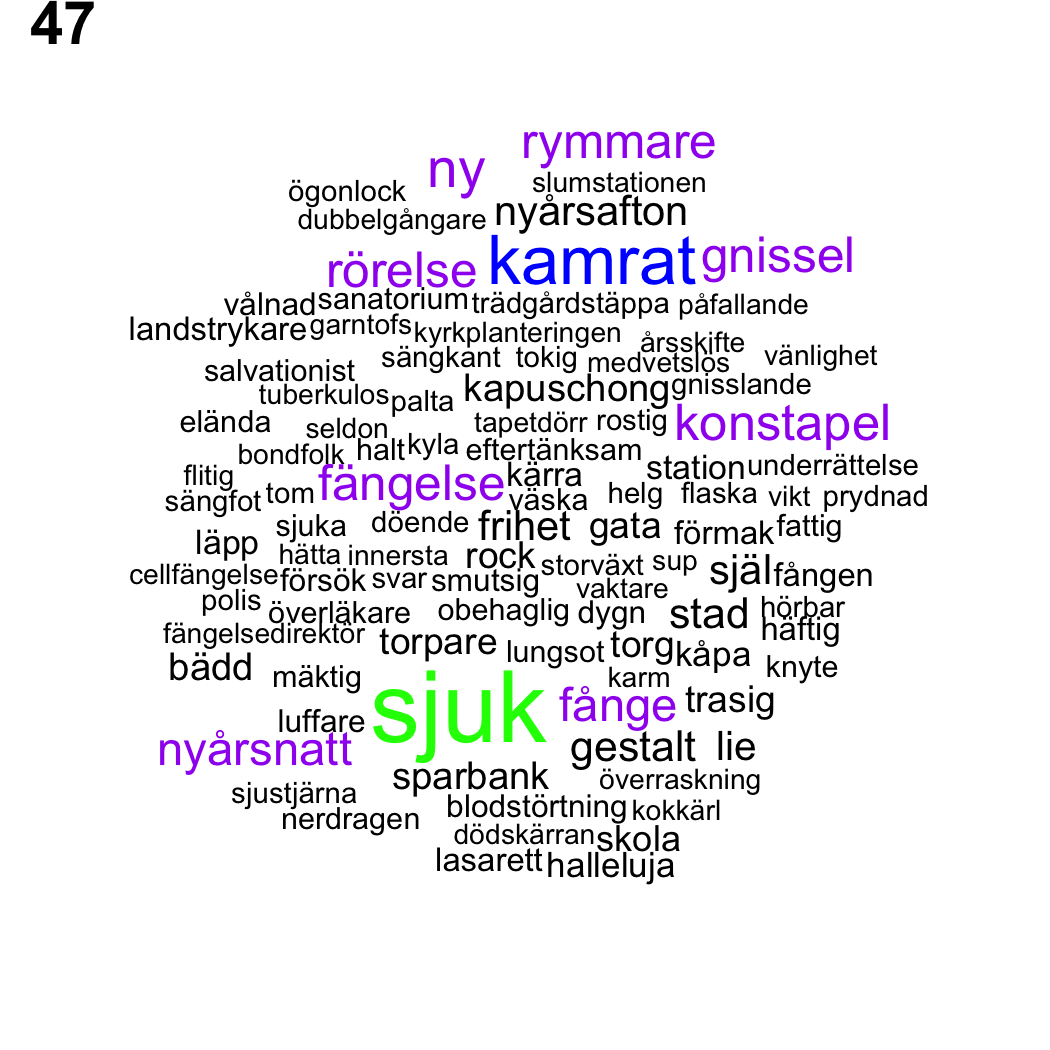 47
rymmare
ny
ögonlock slumstationen
dubbelgångare nyårsafton
rörelse kamrat gnissel
vålnad sanatorium trädgårdstäppa påfallande
landstrykare garntofs kyrkplanteringen årsskifte
salvationist sängkant tokig medvetslös vänlighet
tuberkulos palta kapuschong gnisslande
elända seldon tapetdörr rostig konstapel
bondfolk halt kyla eftertänksam
flitig fängelse kärra station underrättelse
sängfot tom väska helg flaska vikt prydnad
sjuka döende frihet gata förmak fattig
läpp hätta innersta rock storväxt sup själ fången
cellfängelse försök svar smutsig vaktare
polis överläkare obehaglig dygn stad hörbar
fängelsedirektör torpare lungsot torg kåpa häftig
bädd mäktig karm knyte
luffare sjuk fånge trasig
nyårsnatt gestalt lie
sparbank överraskning
sjustjärna blodstörtning kokkärl
nerdragen dödskärran skola
lasarett halleluja